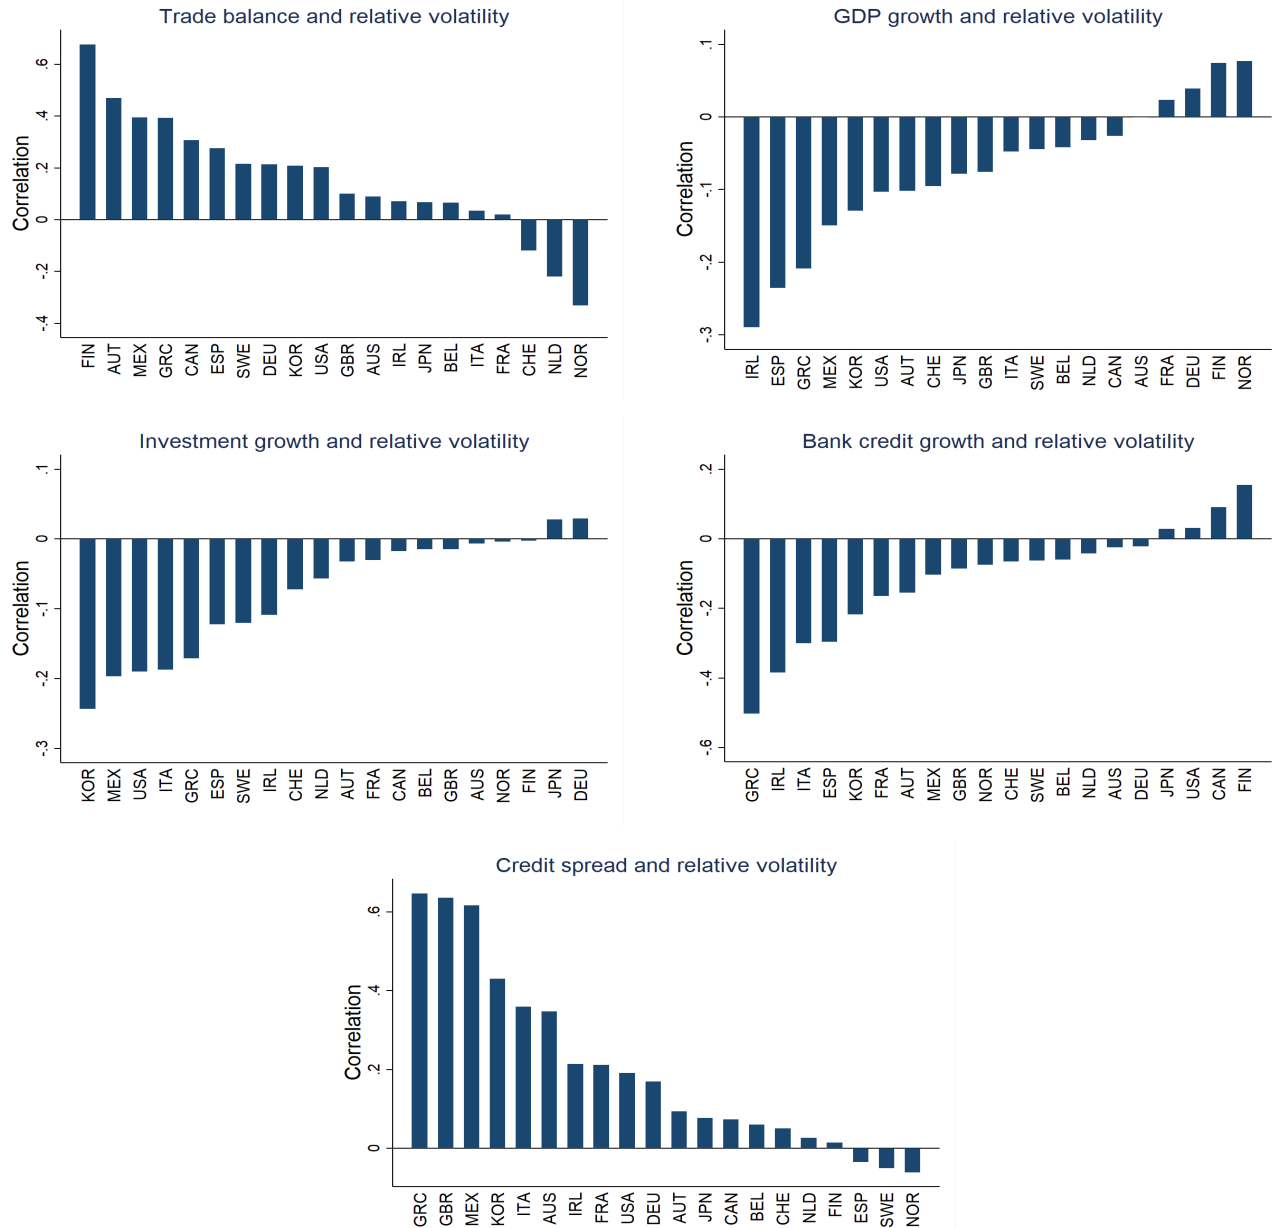 Trade balance and relative volatility
Correlation
.6
.4
.2
0
-.2
-.4
FIN AUT MEX GRC CAN ESP SWE DEU KOR USA GBR AUS IRL JPN BEL ITA FRA CHE NLD NOR
GDP growth and relative volatility
Correlation
.1
0
-.1
-.2
-.3
IRL ESP GRC MEX KOR USA AUT CHE JPN GBR ITA SWE BEL NLD CAN AUS FRA DEU FIN NOR
Investment growth and relative volatility
Correlation
.1
0
-.1
-.2
-.3
KOR MEX USA ITA GRC ESP SWE IRL CHE NLD AUT FRA CAN BEL GBR AUS NOR FIN JPN DEU
Bank credit growth and relative volatility
Correlation
.2
0
-.2
-.4
-.6
GRC IRL ITA ESP KOR FRA AUT MEX GBR NOR CHE SWE BEL NLD AUS DEU JPN USA CAN FIN
Credit spread and relative volatility
Correlation
.6
.4
.2
0
GRC GBR MEX KOR ITA AUS IRL FRA USA DEU AUT JPN CAN BEL CHE NLD FIN ESP SWE NOR